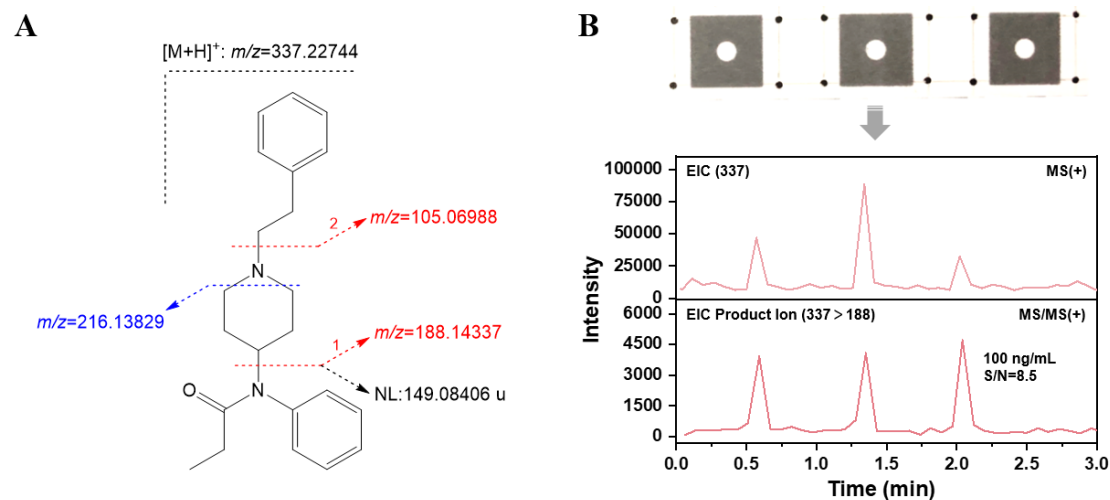 A
[M+H]+: m/z=337.22744
2
m/z=105.06988
N
m/z=216.13829
1
m/z=188.14337
O
N
NL:149.08406 u
B
EIC (337)
MS(+)
100000
75000
50000
25000
0
EIC Product Ion (337 > 188)
MS/MS(+)
6000
4500
3000
1500
0
100 ng/mL
S/N=8.5
Intensity
0.0 0.5 1.0 1.5 2.0 2.5 3.0
Time (min)